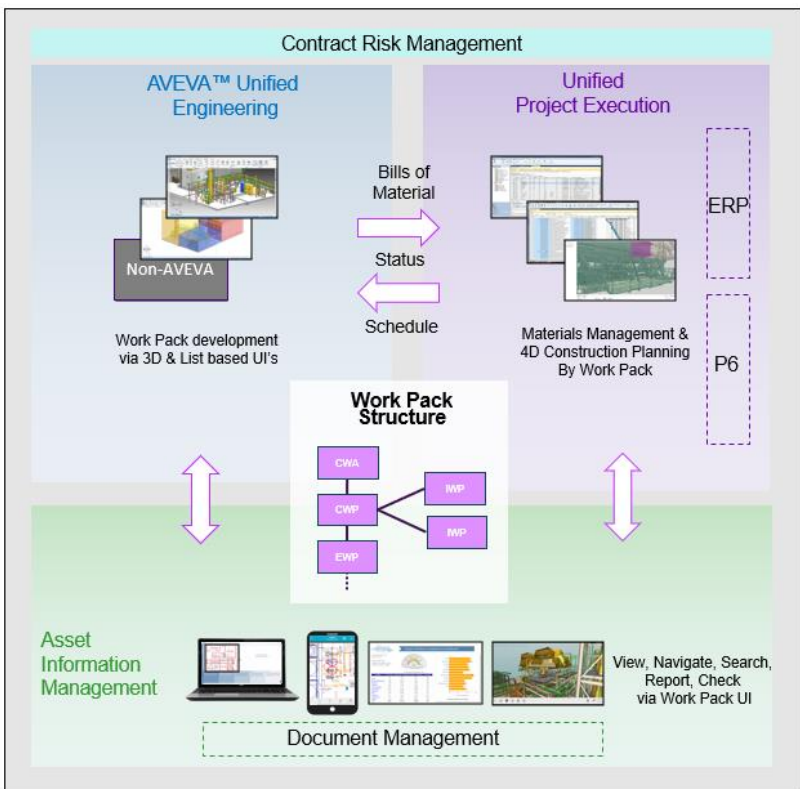 Contract Risk Management
AVEVA™ Unified
Engineering
Unified
Project Execution
Bills of
Material
Status
Schedule
Non-AVEVA
ERP
P6
Work Pack development
via 3D & List based UI's
Materials Management &
4D Construction Planning
By Work Pack
Work Pack
Structure
CWA
CWP
IWP
IWP
EWP
Asset
Information
Management
View, Navigate, Search,
Report, Check
via Work Pack UI
Document Management